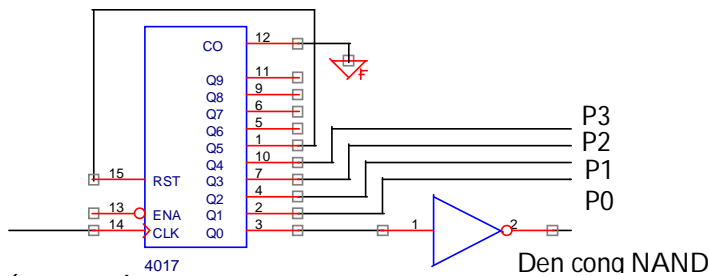 CO 12
Q9 11
Q8 9
Q7 6
Q6 5
Q5 1
Q4 10
Q3 7
Q2 4
Q1 2
Q0 3
15 RST
13 ENA
14 CLK
4017
P3
P2
P1
P0
1 2
Den cong NAND